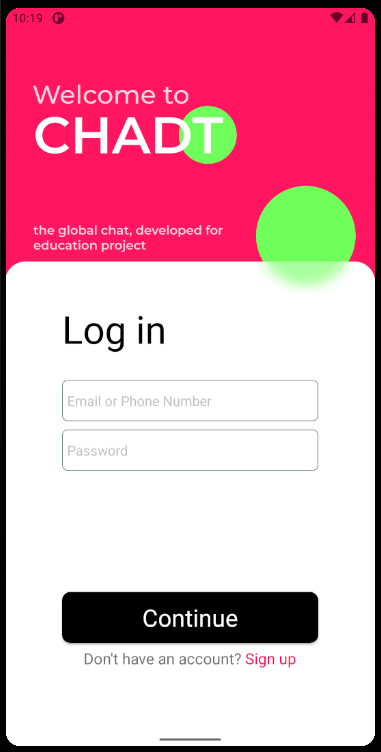 10:19
Welcome to
CHADT
the global chat, developed for
education project
Log in
Email or Phone Number
Password
Continue
Don't have an account? Sign up